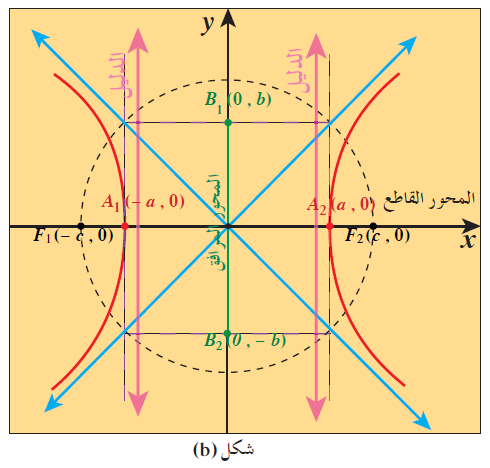 y
الدليل
الدليل
B₁(0 , b)
المحور المرافق
A₁(−a , 0)
A₂(a , 0)
المحور القاطع
F₁(−c , 0)
F₂(c , 0)
x
B₂(0 , −b)
شكل (b)